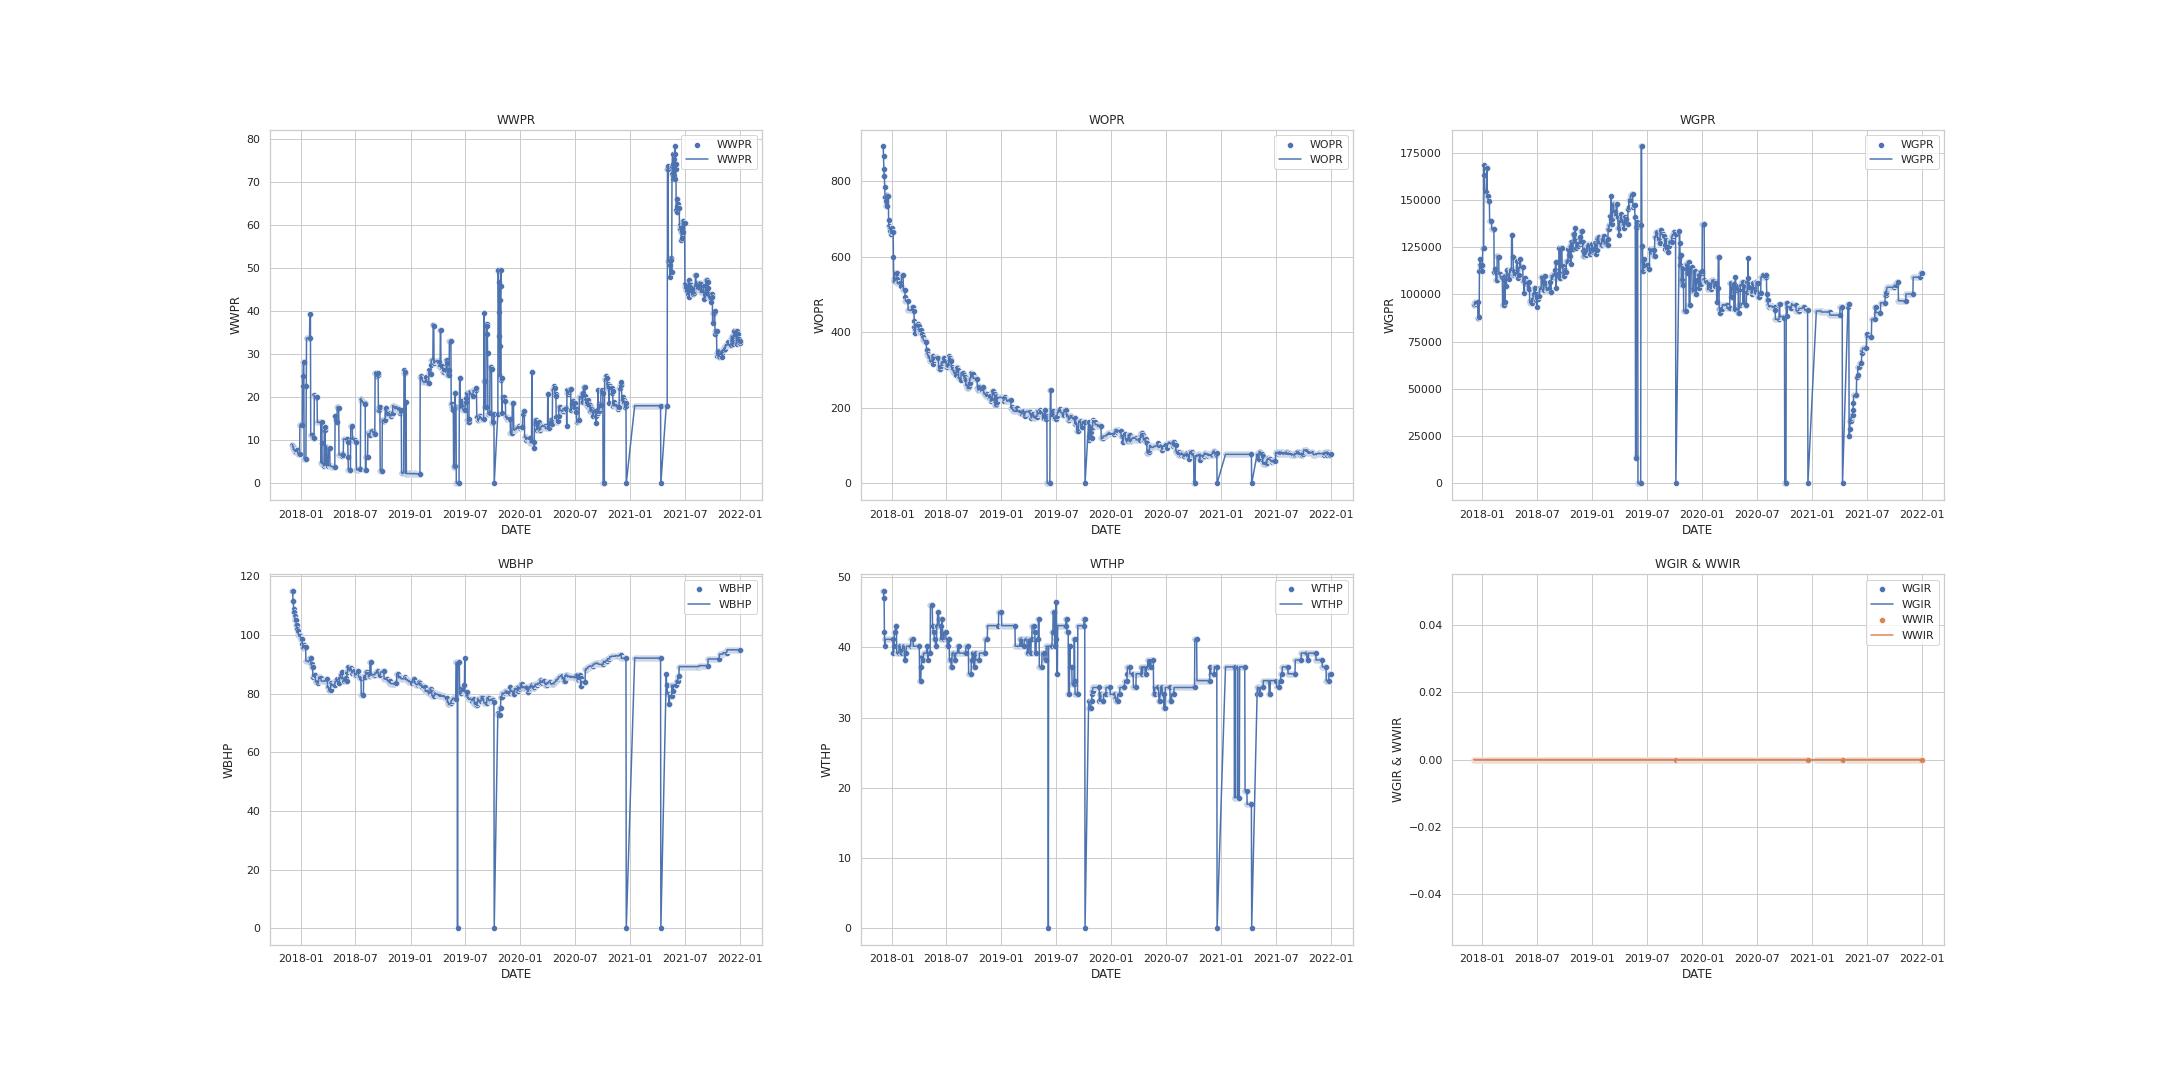 WWPR
WWPR
WWPR
80
70
60
50
40
30
20
10
0
WWPR
2018-01 2018-07 2019-01 2019-07 2020-01 2020-07 2021-01 2021-07 2022-01
DATE
WOPR
WOPR
WOPR
800
600
400
200
0
WOPR
2018-01 2018-07 2019-01 2019-07 2020-01 2020-07 2021-01 2021-07 2022-01
DATE
WGPR
WGPR
WGPR
175000
150000
125000
100000
75000
50000
25000
0
WGPR
2018-01 2018-07 2019-01 2019-07 2020-01 2020-07 2021-01 2021-07 2022-01
DATE
WBHP
WBHP
WBHP
120
100
80
60
40
20
0
WBHP
2018-01 2018-07 2019-01 2019-07 2020-01 2020-07 2021-01 2021-07 2022-01
DATE
WTHP
WTHP
WTHP
50
40
30
20
10
0
WTHP
2018-01 2018-07 2019-01 2019-07 2020-01 2020-07 2021-01 2021-07 2022-01
DATE
WGIR & WWIR
WGIR
WGIR
WWIR
WWIR
0.04
0.02
0.00
−0.02
−0.04
WGIR & WWIR
2018-01 2018-07 2019-01 2019-07 2020-01 2020-07 2021-01 2021-07 2022-01
DATE